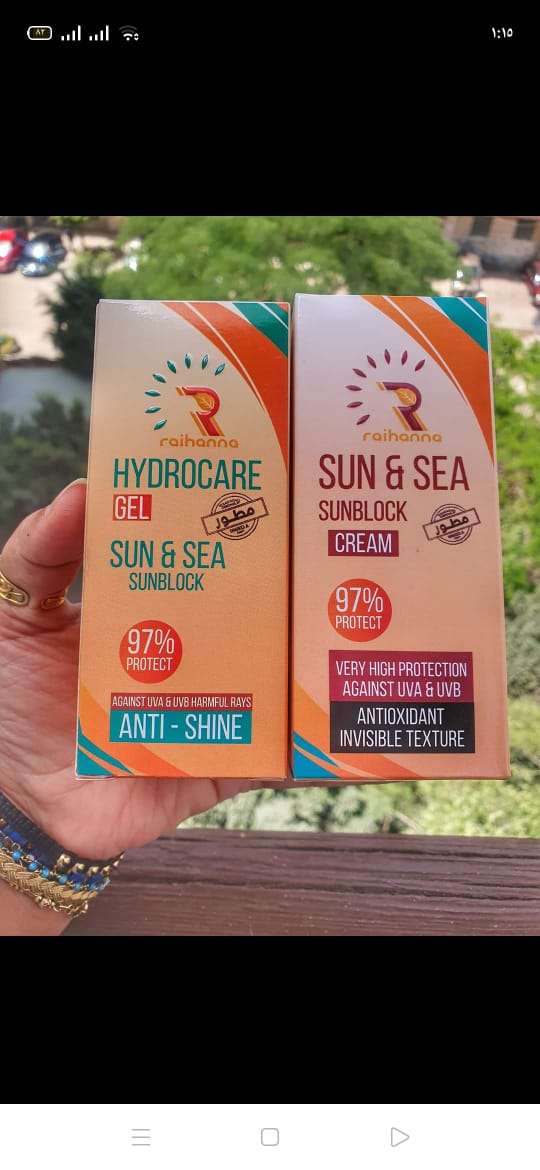 ٨٢
١:١٥
raihanna
HYDROCARE
GEL
مطور
SUN & SEA
SUNBLOCK
97%
PROTECT
AGAINST UVA & UVB HARMFUL RAYS
ANTI - SHINE
raihanna
SUN & SEA
SUNBLOCK
CREAM
مطور
97%
PROTECT
VERY HIGH PROTECTION
AGAINST UVA & UVB
ANTIOXIDANT
INVISIBLE TEXTURE